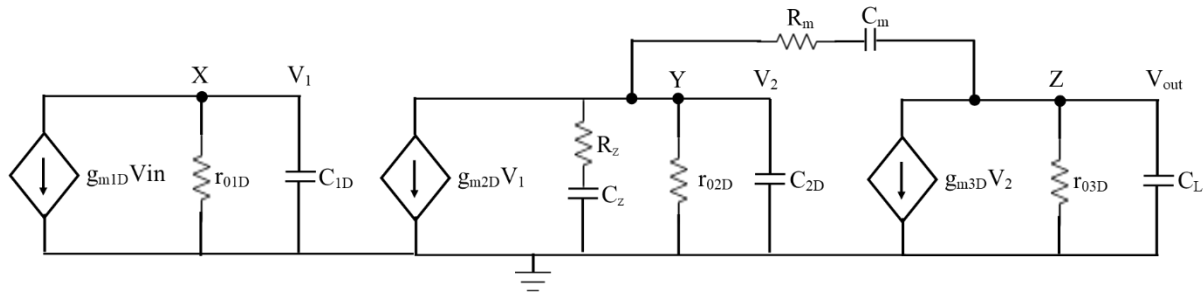 Rm Cm
X V1 Y V2 Z Vout
gm1DVin r01D C1D gm2DV1 Rz Cz r02D C2D gm3DV2 r03D CL